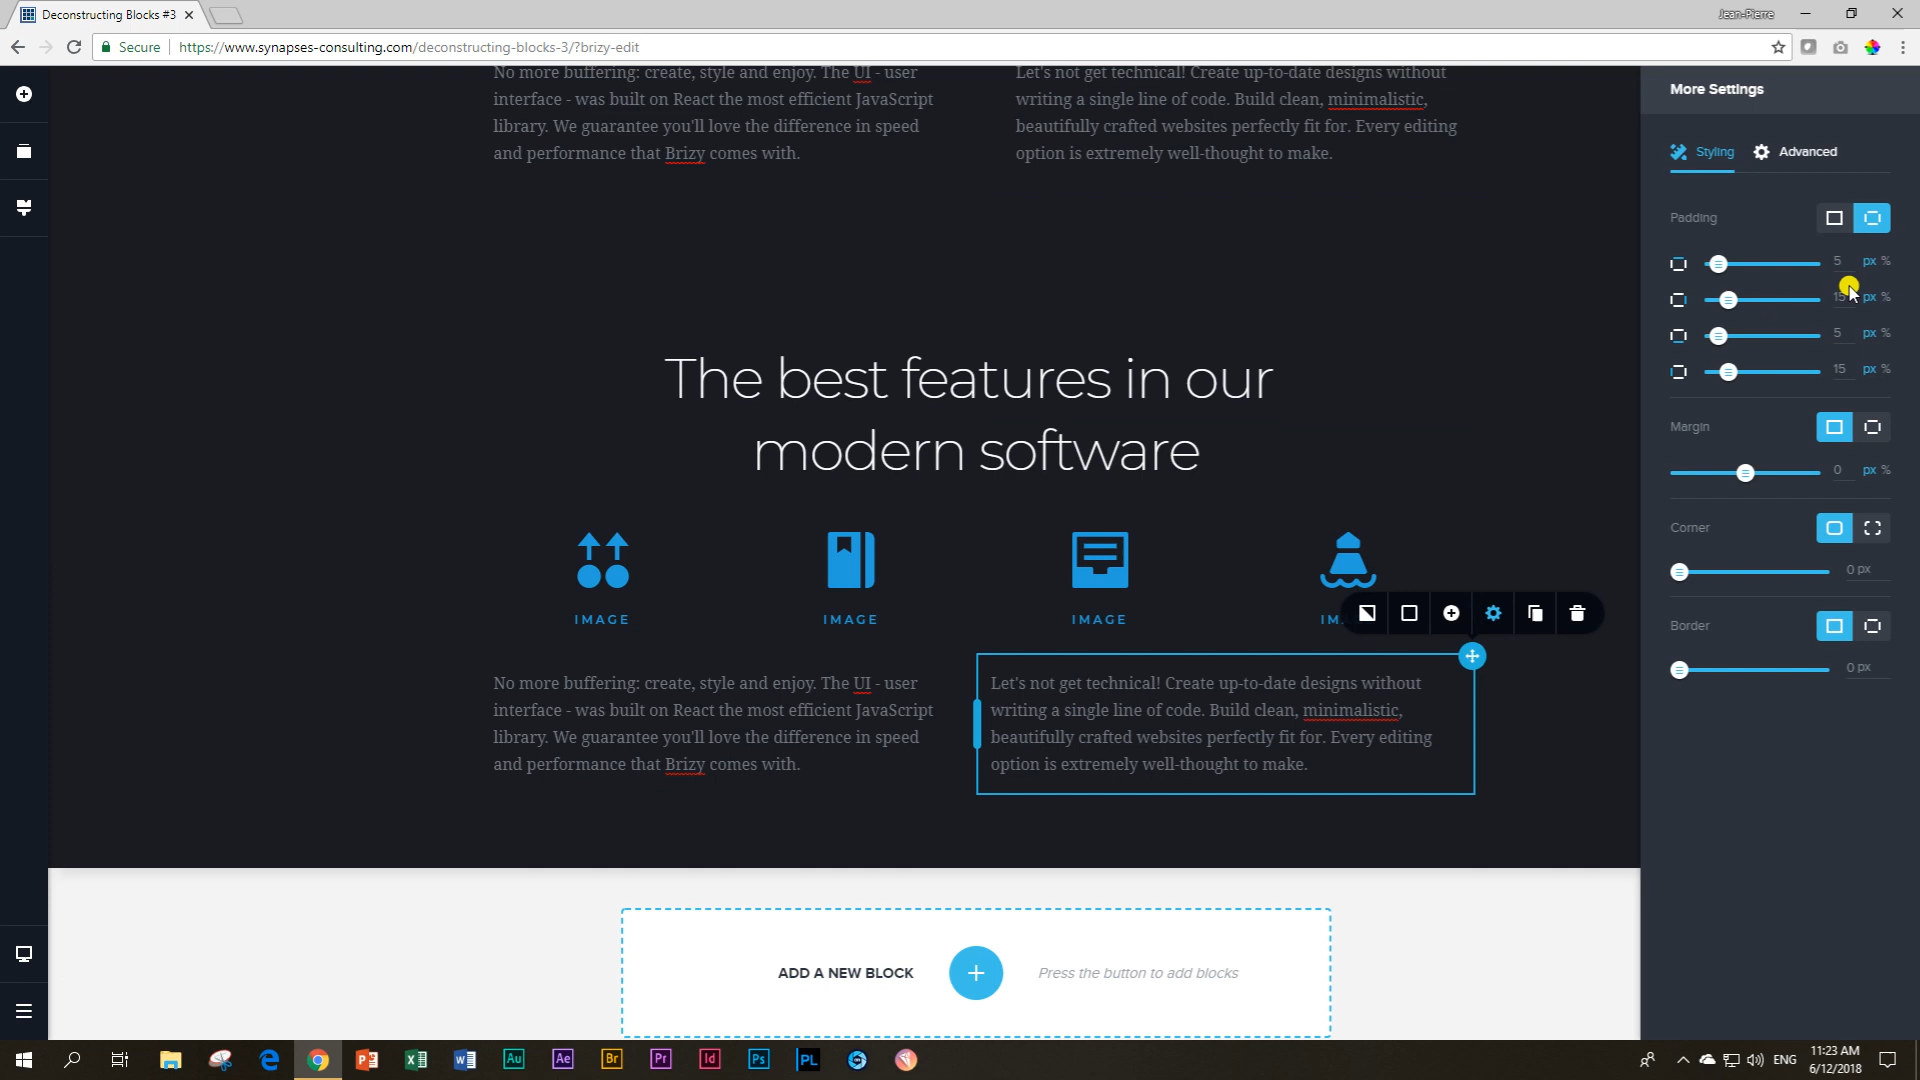 Deconstructing Blocks #3
Jean-Pierre
Secure
https://www.synapses-consulting.com/deconstructing-blocks-3/?brizy-edit
No more buffering: create, style and enjoy. The UI - user
interface - was built on React the most efficient JavaScript
library. We guarantee you'll love the difference in speed
and performance that Brizy comes with.
Let's not get technical! Create up-to-date designs without
writing a single line of code. Build clean, minimalistic,
beautifully crafted websites perfectly fit for. Every editing
option is extremely well-thought to make.
The best features in our
modern software
IMAGE
IMAGE
IMAGE
No more buffering: create, style and enjoy. The UI - user
interface - was built on React the most efficient JavaScript
library. We guarantee you'll love the difference in speed
and performance that Brizy comes with.
Let's not get technical! Create up-to-date designs without
writing a single line of code. Build clean, minimalistic,
beautifully crafted websites perfectly fit for. Every editing
option is extremely well-thought to make.
ADD A NEW BLOCK
Press the button to add blocks
More Settings
Styling Advanced
Padding
5 px %
15 px %
5 px %
15 px %
Margin
0 px %
Corner
0 px
Border
0 px
Au Ae Br Pr Id Ps PL
ENG
11:23 AM
6/12/2018